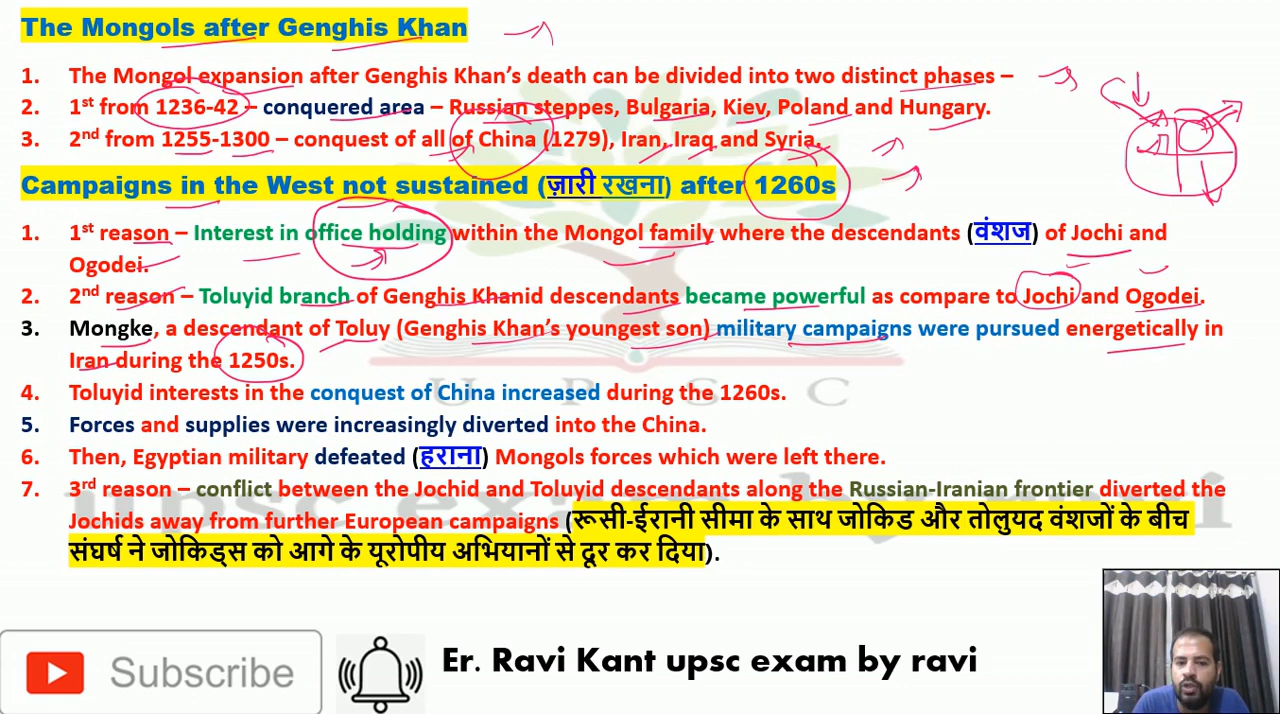 The Mongols after Genghis Khan
1. The Mongol expansion after Genghis Khan’s death can be divided into two distinct phases –
2. 1st from 1236-42 – conquered area – Russian steppes, Bulgaria, Kiev, Poland and Hungary.
3. 2nd from 1255-1300 – conquest of all of China (1279), Iran, Iraq and Syria.
Campaigns in the West not sustained (ज़ारी रखना) after 1260s
1. 1st reason – Interest in office holding within the Mongol family where the descendants (वंशज) of Jochi and
Ogodei.
2. 2nd reason – Toluyid branch of Genghis Khanid descendants became powerful as compare to Jochi and Ogodei.
3. Mongke, a descendant of Toluy (Genghis Khan’s youngest son) military campaigns were pursued energetically in
Iran during the 1250s.
4. Toluyid interests in the conquest of China increased during the 1260s.
5. Forces and supplies were increasingly diverted into the China.
6. Then, Egyptian military defeated (हराना) Mongols forces which were left there.
7. 3rd reason – conflict between the Jochid and Toluyid descendants along the Russian-Iranian frontier diverted the
Jochids away from further European campaigns (रूसी-ईरानी सीमा के साथ जोकिड और तोलुयद वंशजों के बीच
संघर्ष ने जोकिड्स को आगे के यूरोपीय अभियानों से दूर कर दिया).
UPSC
upsc exam by ravi
Subscribe
Er. Ravi Kant upsc exam by ravi